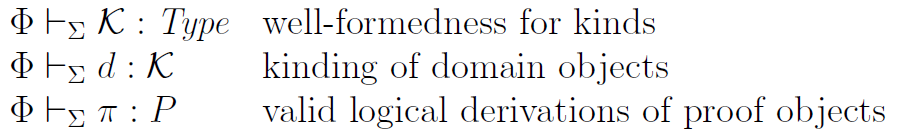 Φ ⊢Σ 𝒦 : Type well-formedness for kinds
Φ ⊢Σ d : 𝒦 kinding of domain objects
Φ ⊢Σ π : P valid logical derivations of proof objects